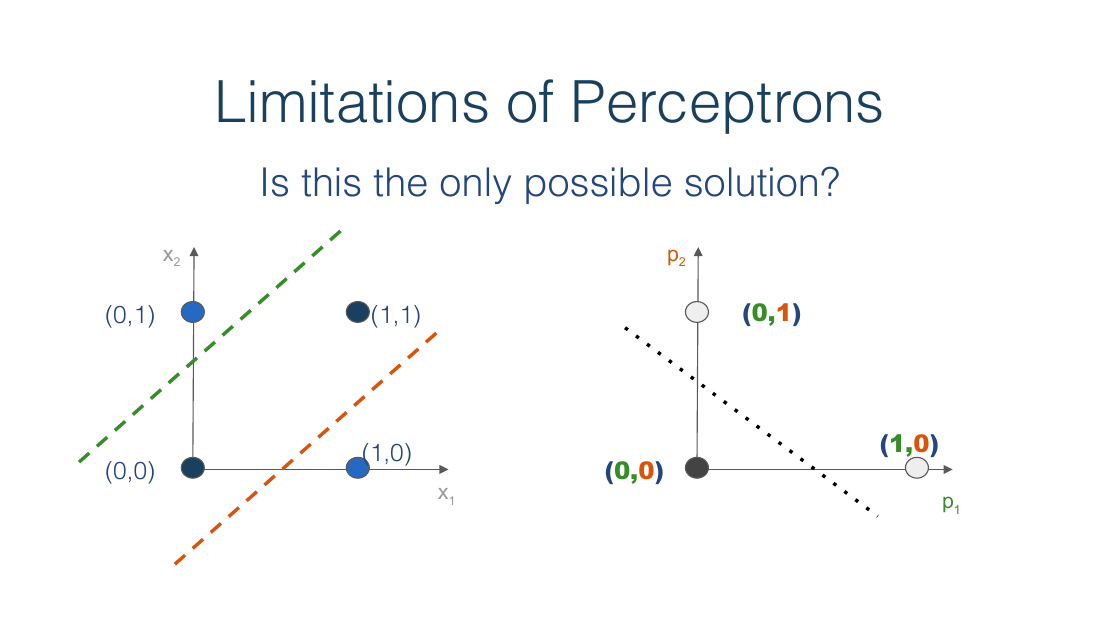 Limitations of Perceptrons
Is this the only possible solution?
x2
(0,1)
(1,1)
(0,0)
(1,0)
x1
p2
(0,1)
(0,0)
(1,0)
p1